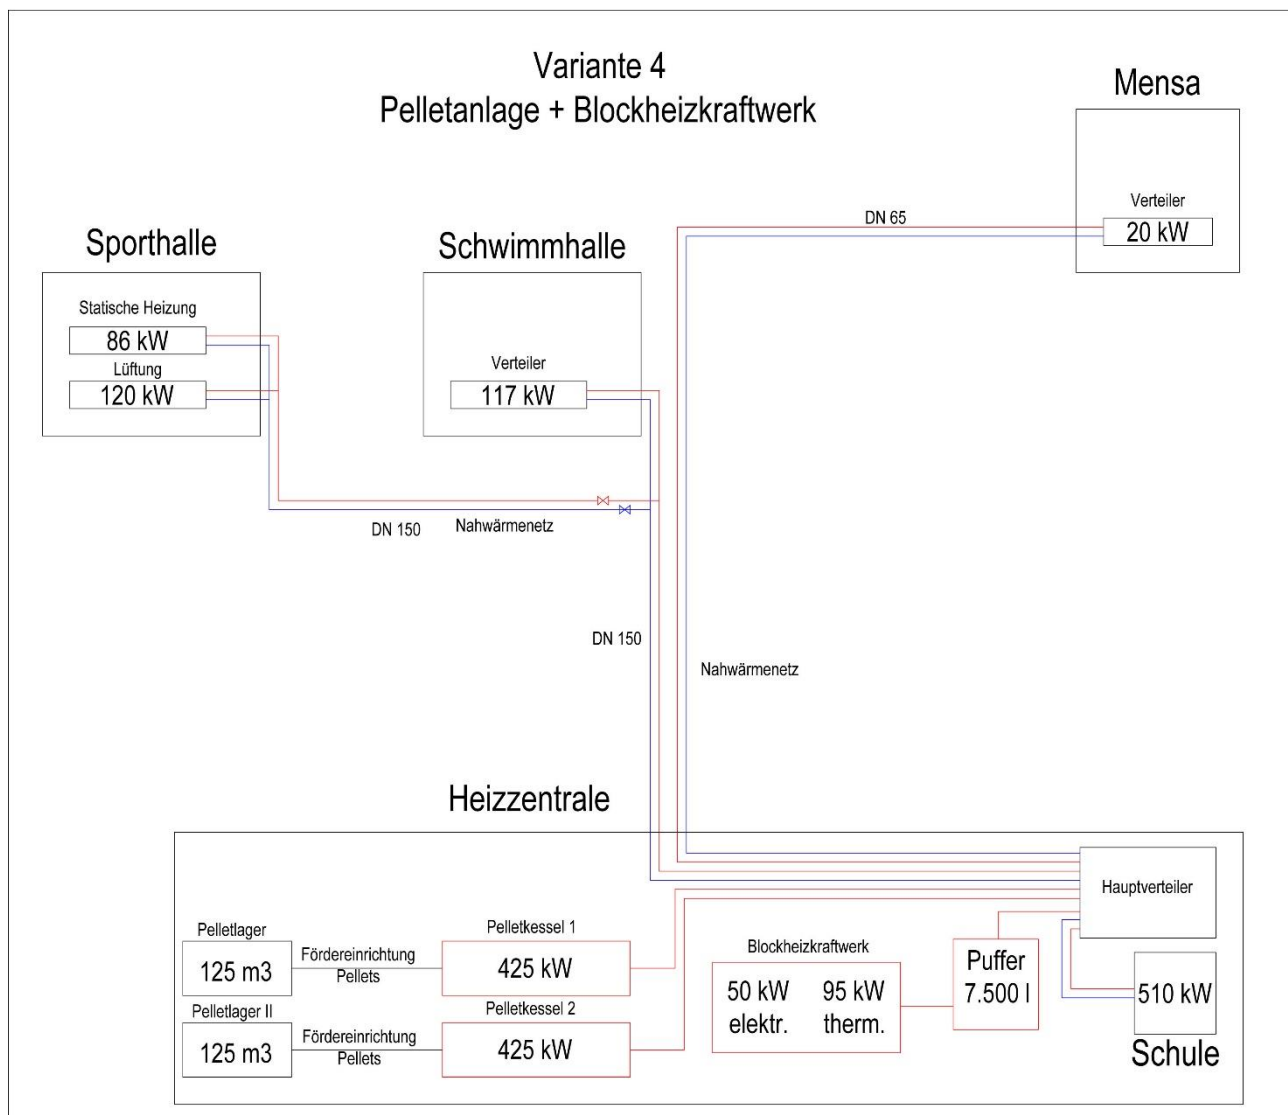 Variante 4
Pelletanlage + Blockheizkraftwerk
Mensa
Verteiler
20 kW
DN 65
Sporthalle
Statische Heizung
86 kW
Lüftung
120 kW
Schwimmhalle
Verteiler
117 kW
DN 150
Nahwärmenetz
DN 150
Nahwärmenetz
Heizzentrale
Hauptverteiler
Pelletlager
125 m3
Fördereinrichtung
Pellets
Pelletkessel 1
425 kW
Pelletlager II
125 m3
Fördereinrichtung
Pellets
Pelletkessel 2
425 kW
Blockheizkraftwerk
50 kW
elektr.
95 kW
therm.
Puffer
7.500 l
510 kW
Schule